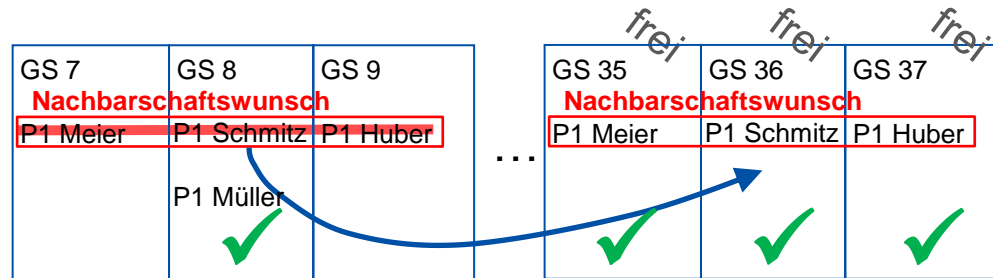 frei frei frei
GS 7 GS 8 GS 9 GS 35 GS 36 GS 37
Nachbarschaftswunsch Nachbarschaftswunsch
P1 Meier P1 Schmitz P1 Huber ... P1 Meier P1 Schmitz P1 Huber
P1 Müller